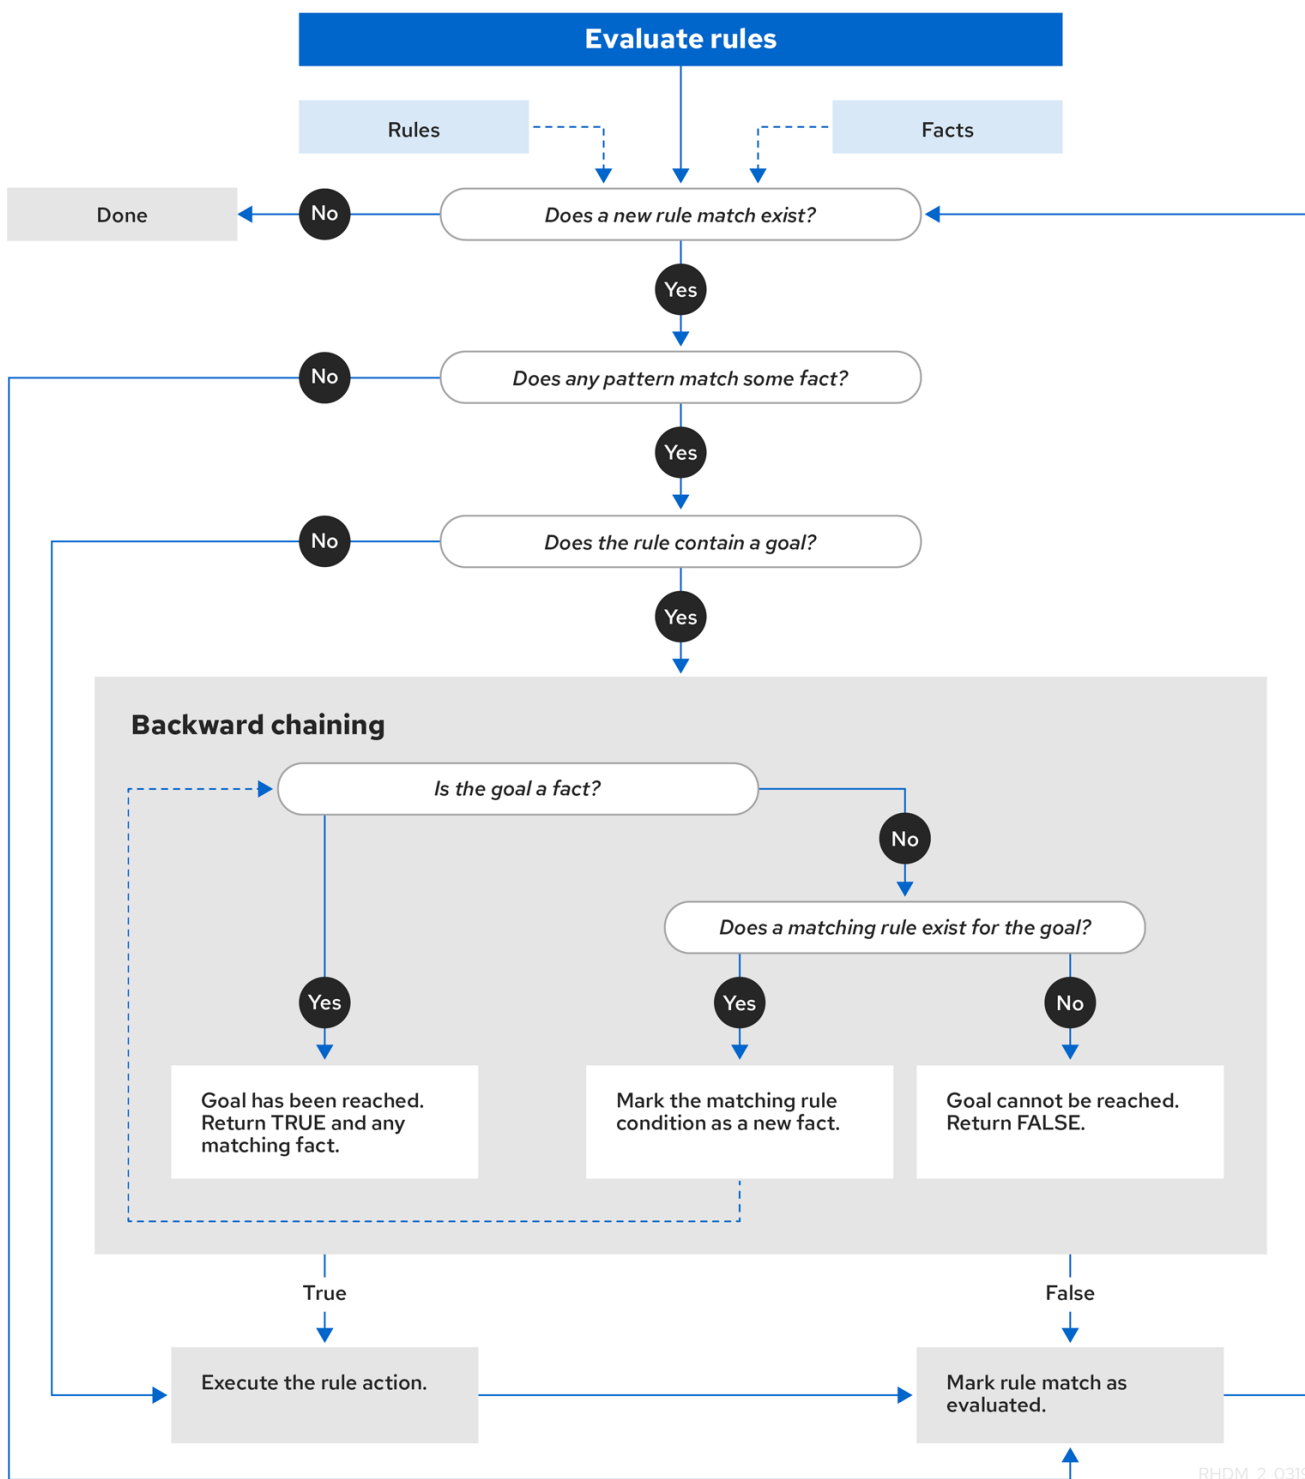 Evaluate rules
Rules
Facts
Done
No
Does a new rule match exist?
Yes
No
Does any pattern match some fact?
Yes
No
Does the rule contain a goal?
Yes
Backward chaining
Is the goal a fact?
No
Does a matching rule exist for the goal?
Yes
Yes
No
Goal has been reached.
Return TRUE and any
matching fact.
Mark the matching rule
condition as a new fact.
Goal cannot be reached.
Return FALSE.
True
False
Execute the rule action.
Mark rule match as
evaluated.
RHDM_2_0319